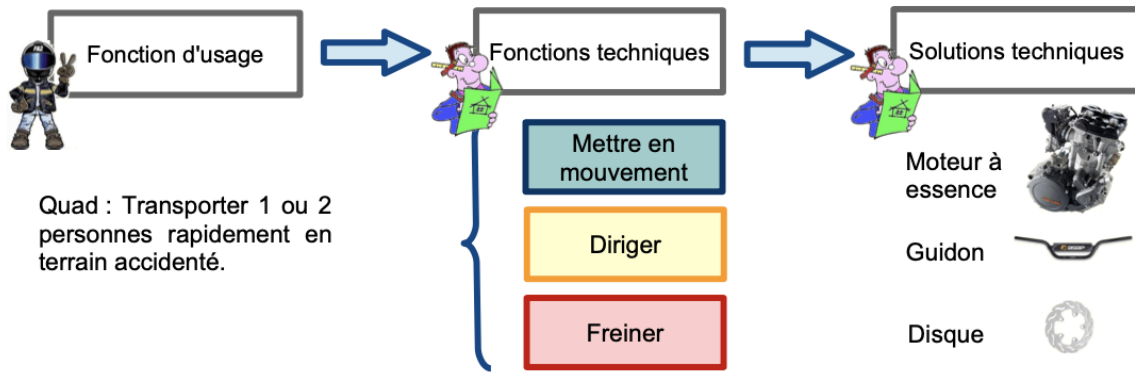 Fonction d'usage
Fonctions techniques
Solutions techniques
Quad : Transporter 1 ou 2
personnes rapidement en
terrain accidenté.
Mettre en
mouvement
Diriger
Freiner
Moteur à
essence
Guidon
Disque